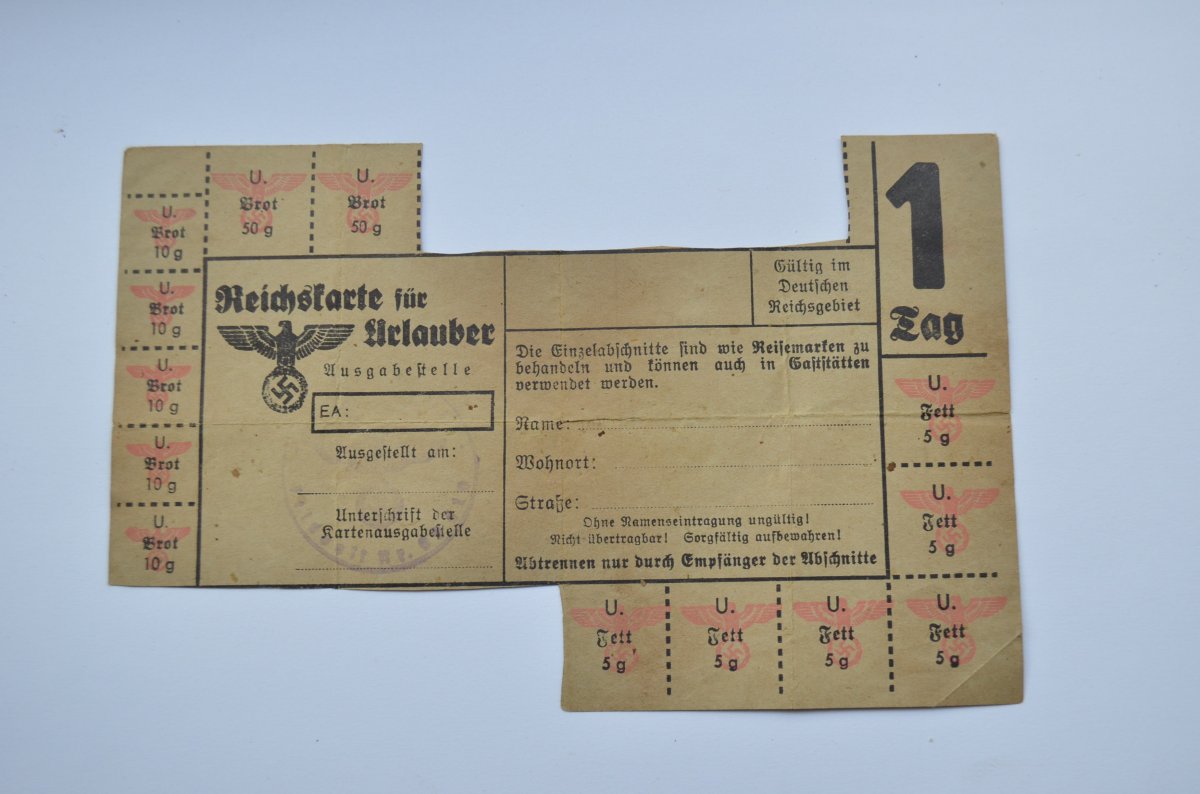 U.
Brot
50 g
U.
Brot
50 g
1
Tag
U.
Brot
10 g
U.
Brot
10 g
U.
Brot
10 g
U.
Brot
10 g
U.
Brot
10 g
Reichskarte für
Urlauber
Ausgabestelle
EA:
Ausgestellt am:
Unterschrift der
Kartenausgabestelle
Gültig im
Deutschen
Reichsgebiet
Die Einzelabschnitte sind wie Reisemarken zu
behandeln und können auch in Gaststätten
verwendet werden.
Name:
Wohnort:
Straße:
Ohne Namenseintragung ungültig!
Nicht übertragbar! Sorgfältig aufbewahren!
Abtrennen nur durch Empfänger der Abschnitte
U.
Fett
5 g
U.
Fett
5 g
U.
Fett
5 g
U.
Fett
5 g
U.
Fett
5 g
U.
Fett
5 g